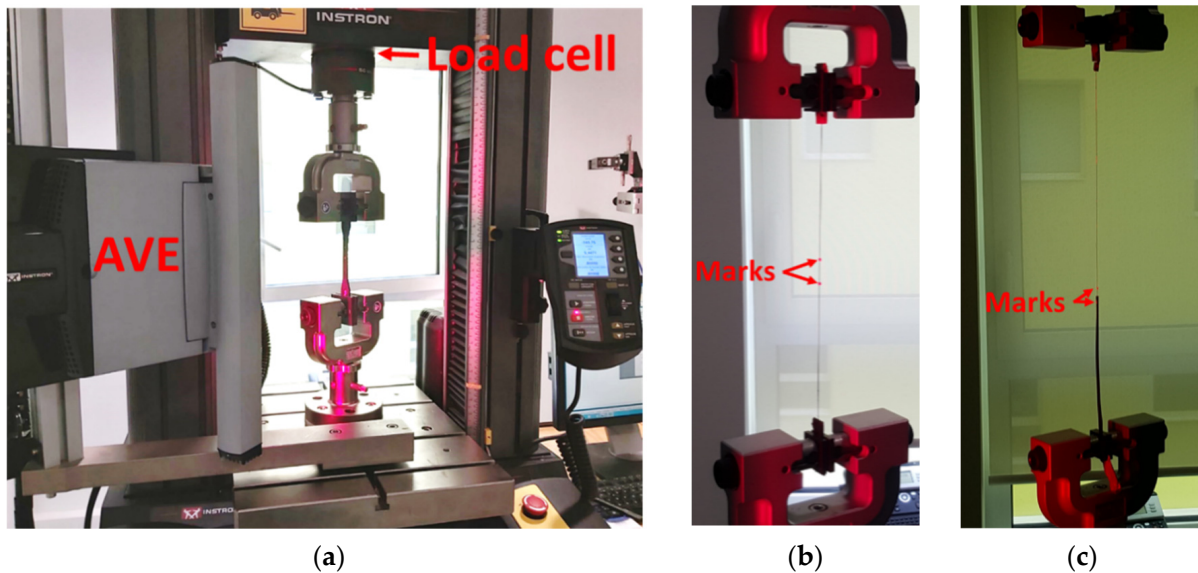 INSTRON®
Load cell
AVE
INSTRON
INSTRON
Marks
Marks
(a)
(b)
(c)